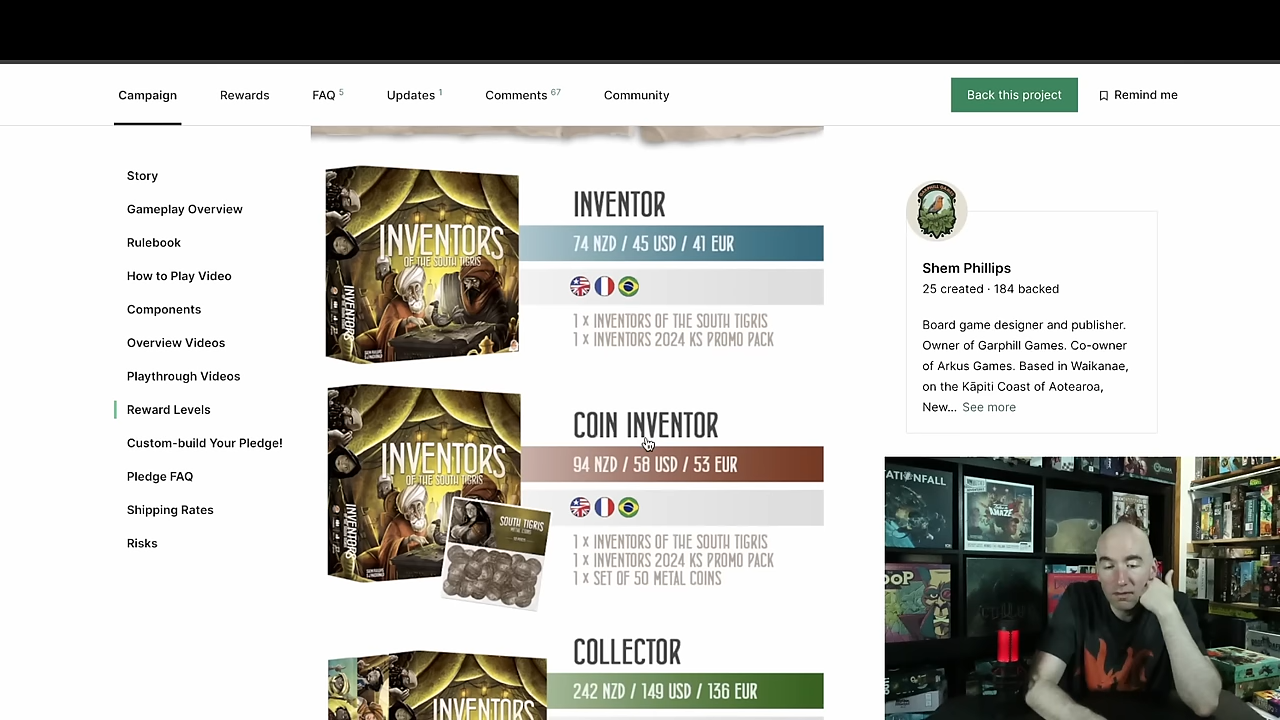 Campaign
Rewards
FAQ 5
Updates 1
Comments 67
Community
Back this project
Remind me
Story
Gameplay Overview
Rulebook
How to Play Video
Components
Overview Videos
Playthrough Videos
Reward Levels
Custom-build Your Pledge!
Pledge FAQ
Shipping Rates
Risks
INVENTORS
OF THE SOUTH TIGRIS
INVENTORS
INVENTOR
74 NZD / 45 USD / 41 EUR
1 x INVENTORS OF THE SOUTH TIGRIS
1 x INVENTORS 2024 KS PROMO PACK
INVENTORS
OF THE SOUTH TIGRIS
INVENTORS
SOUTH TIGRIS
COIN INVENTOR
94 NZD / 58 USD / 53 EUR
1 x INVENTORS OF THE SOUTH TIGRIS
1 x INVENTORS 2024 KS PROMO PACK
1 x SET OF 50 METAL COINS
INVENTORS
COLLECTOR
242 NZD / 149 USD / 136 EUR
Shem Phillips
25 created · 184 backed
Board game designer and publisher.
Owner of Garphill Games. Co-owner
of Arkus Games. Based in Waikanae,
on the Kāpiti Coast of Aotearoa,
New... See more